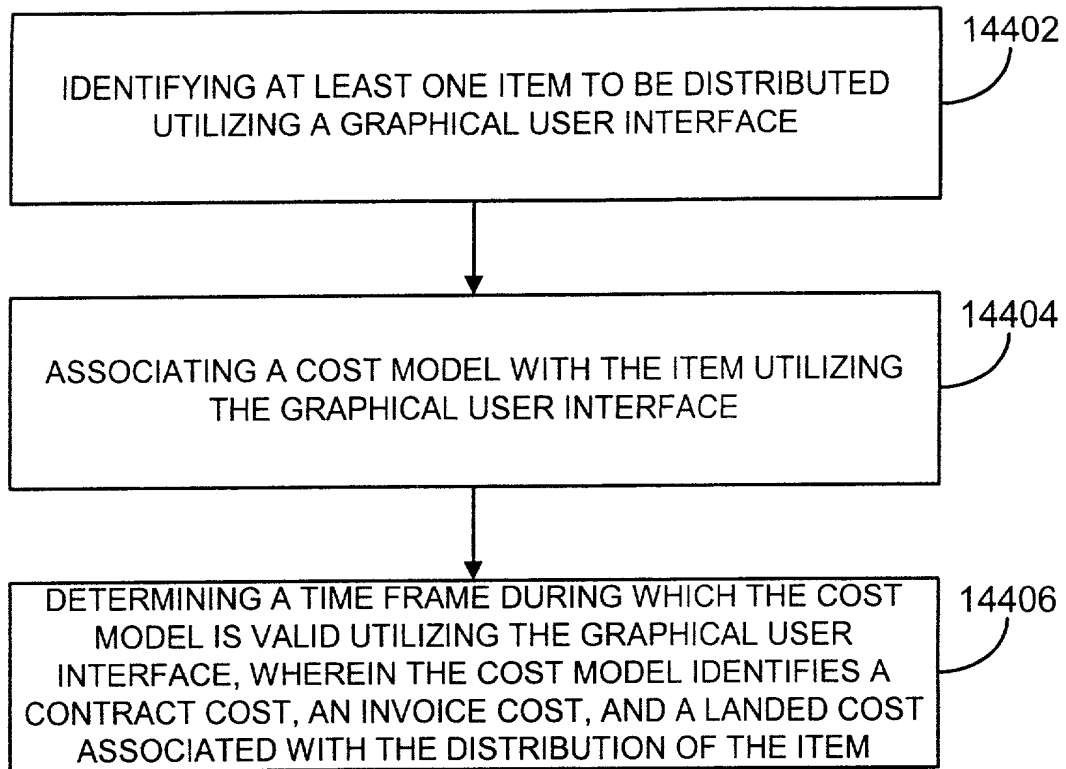 14402
IDENTIFYING AT LEAST ONE ITEM TO BE DISTRIBUTED
UTILIZING A GRAPHICAL USER INTERFACE
14404
ASSOCIATING A COST MODEL WITH THE ITEM UTILIZING
THE GRAPHICAL USER INTERFACE
14406
DETERMINING A TIME FRAME DURING WHICH THE COST
MODEL IS VALID UTILIZING THE GRAPHICAL USER
INTERFACE, WHEREIN THE COST MODEL IDENTIFIES A
CONTRACT COST, AN INVOICE COST, AND A LANDED COST
ASSOCIATED WITH THE DISTRIBUTION OF THE ITEM